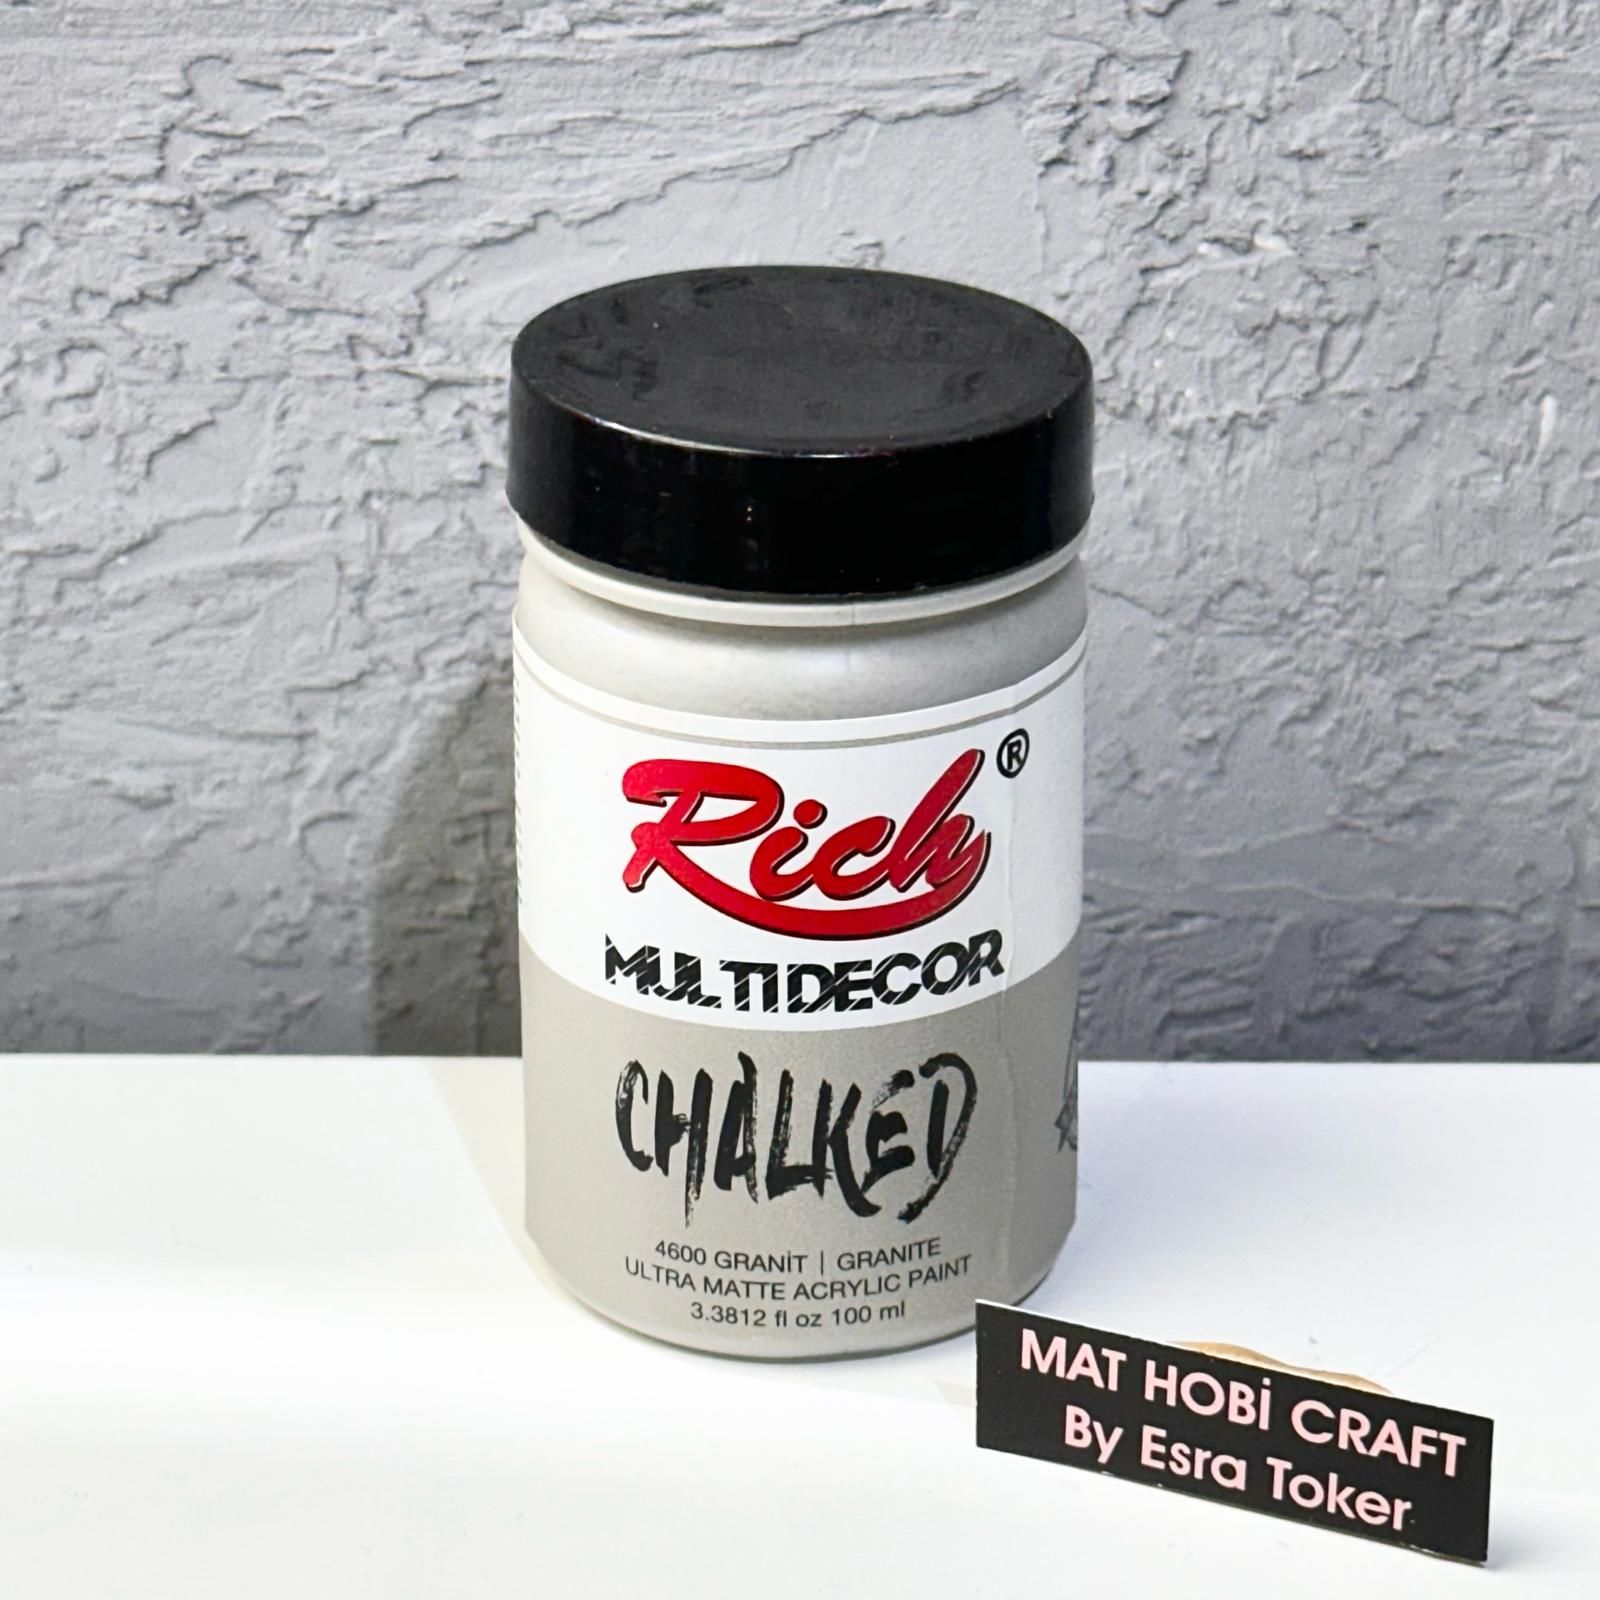 Rich®
MULTIDECOR
CHALKED
4600 GRANİT | GRANITE
ULTRA MATTE ACRYLIC PAINT
3.3812 fl oz 100 ml
MAT HOBİ CRAFT
By Esra Toker